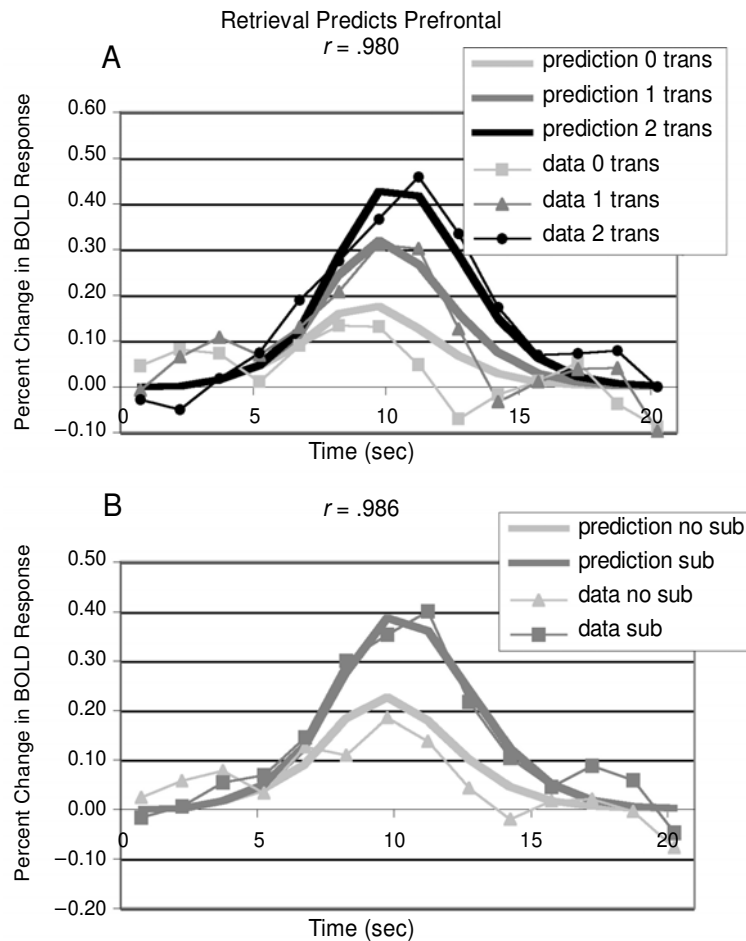 Retrieval Predicts Prefrontal
A
r = .980
prediction 0 trans
prediction 1 trans
prediction 2 trans
data 0 trans
data 1 trans
data 2 trans
Percent Change in BOLD Response
0.60
0.50
0.40
0.30
0.20
0.10
0.00
−0.10
0 5 10 15 20
Time (sec)
B
r = .986
prediction no sub
prediction sub
data no sub
data sub
Percent Change in BOLD Response
0.50
0.40
0.30
0.20
0.10
0.00
−0.10
−0.20
0 5 10 15 20
Time (sec)